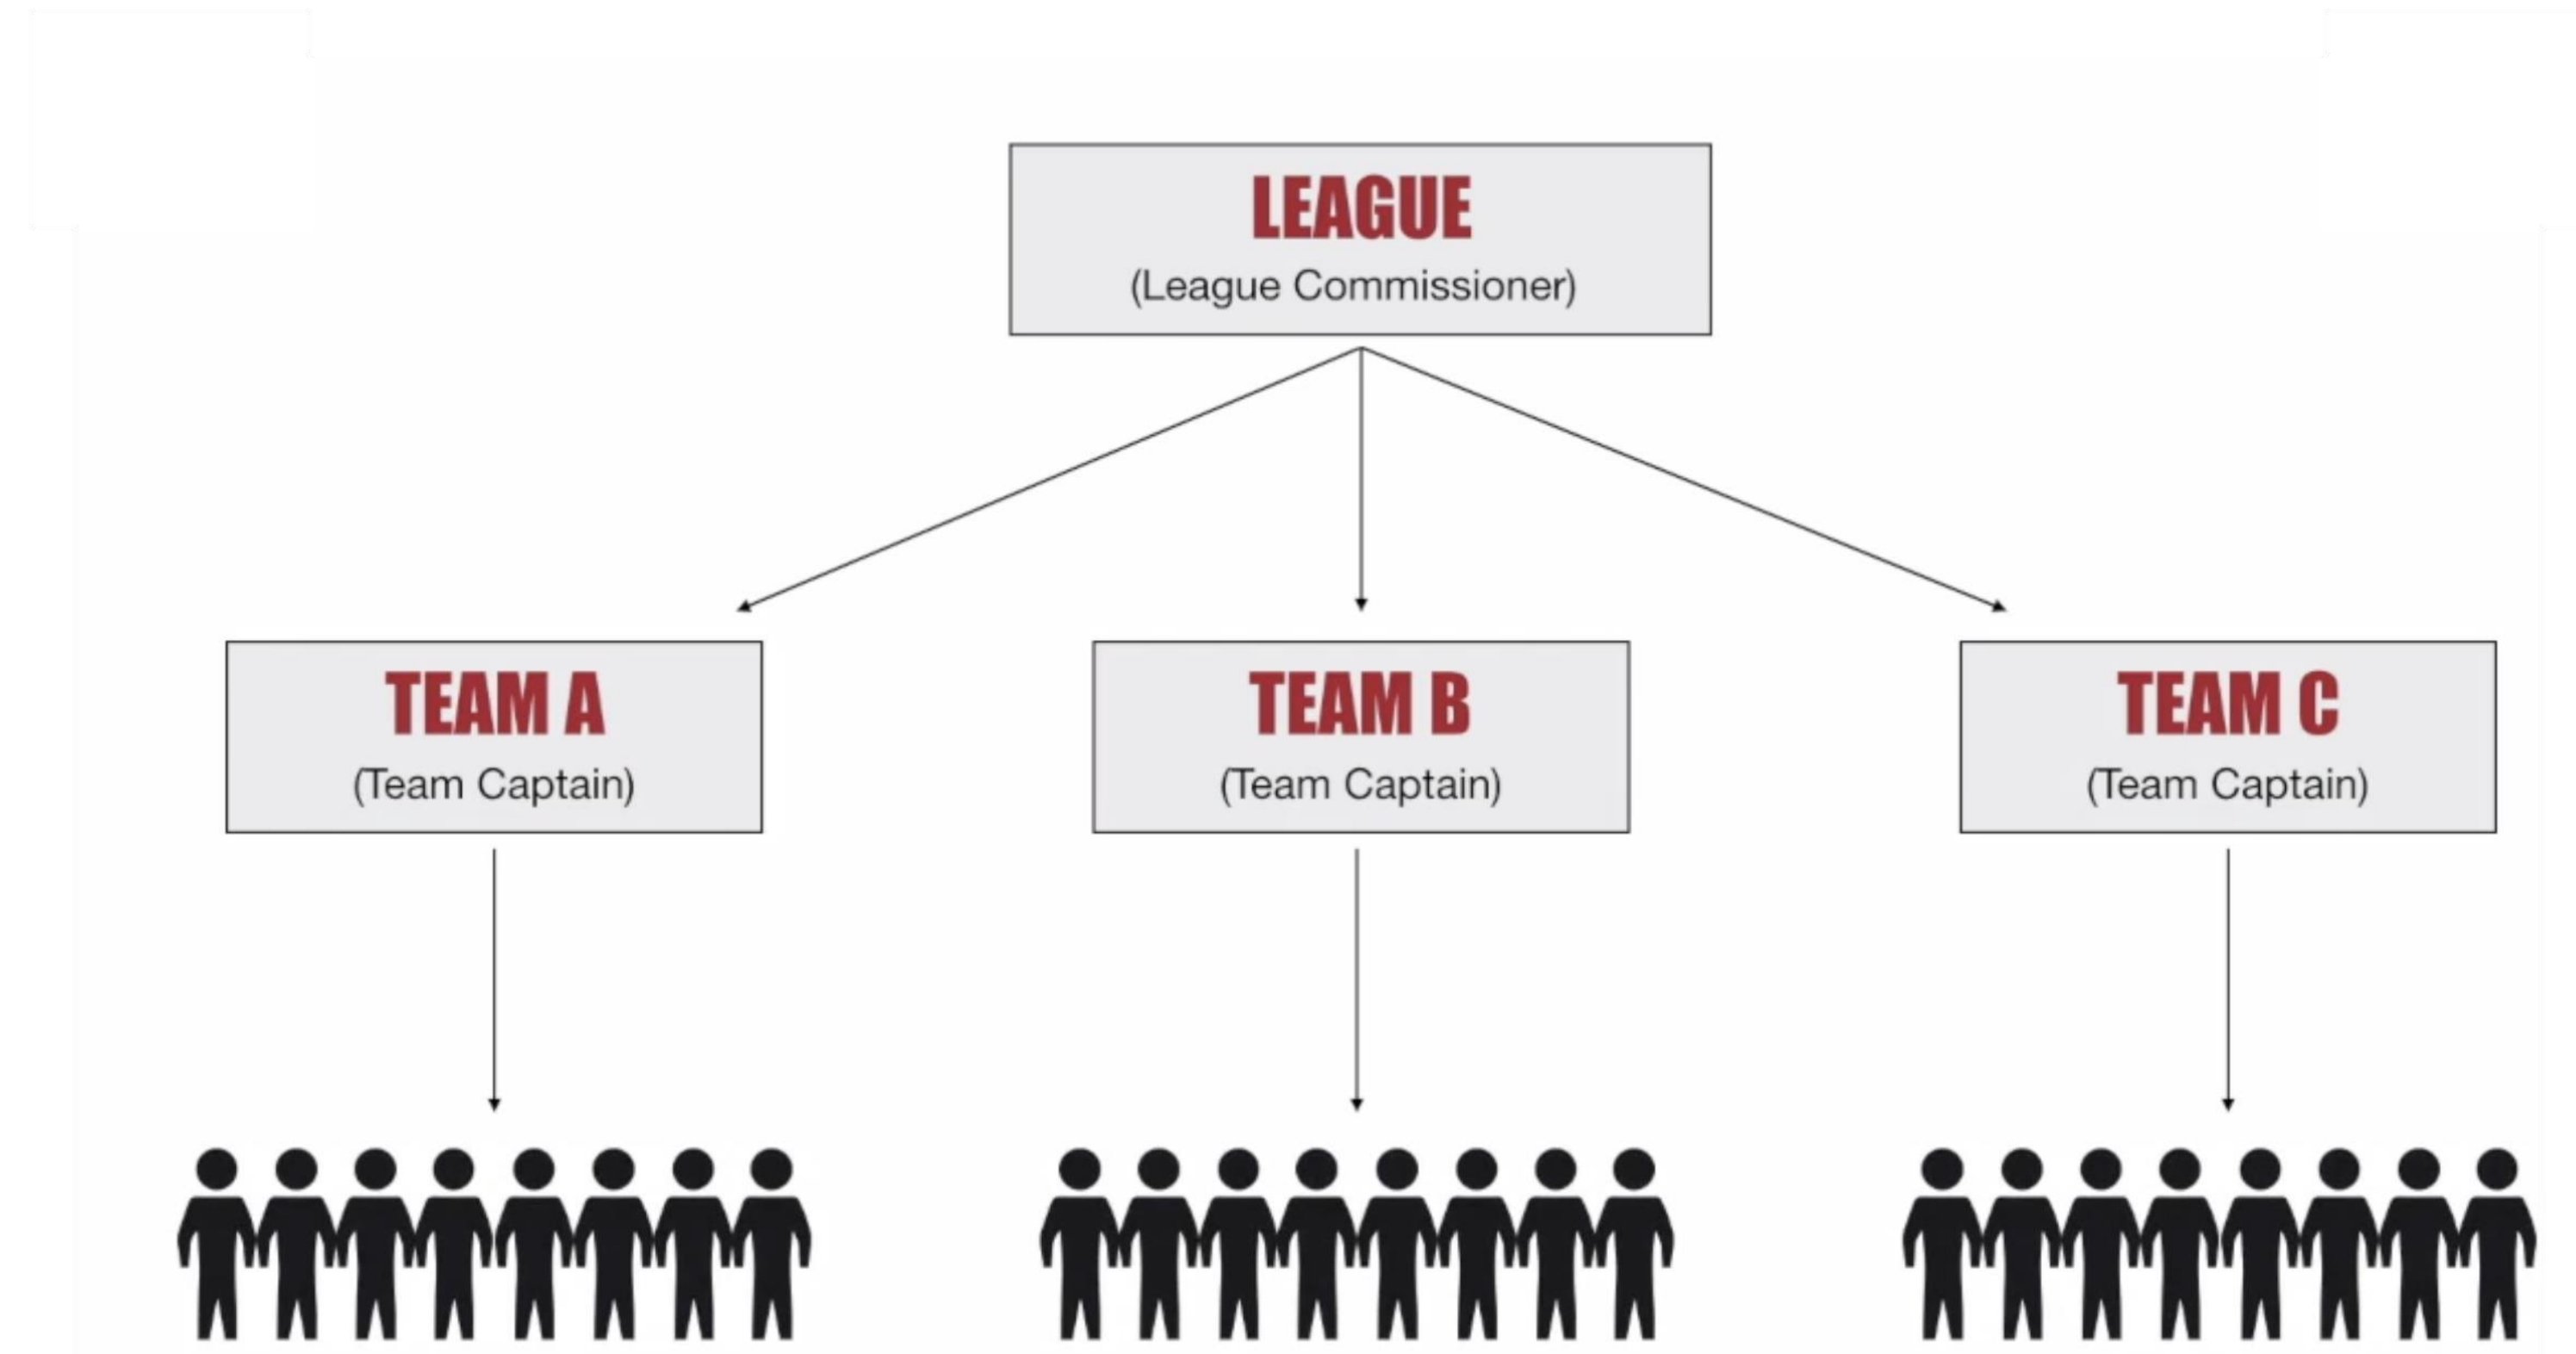 LEAGUE
(League Commissioner)
TEAM A
(Team Captain)
TEAM B
(Team Captain)
TEAM C
(Team Captain)